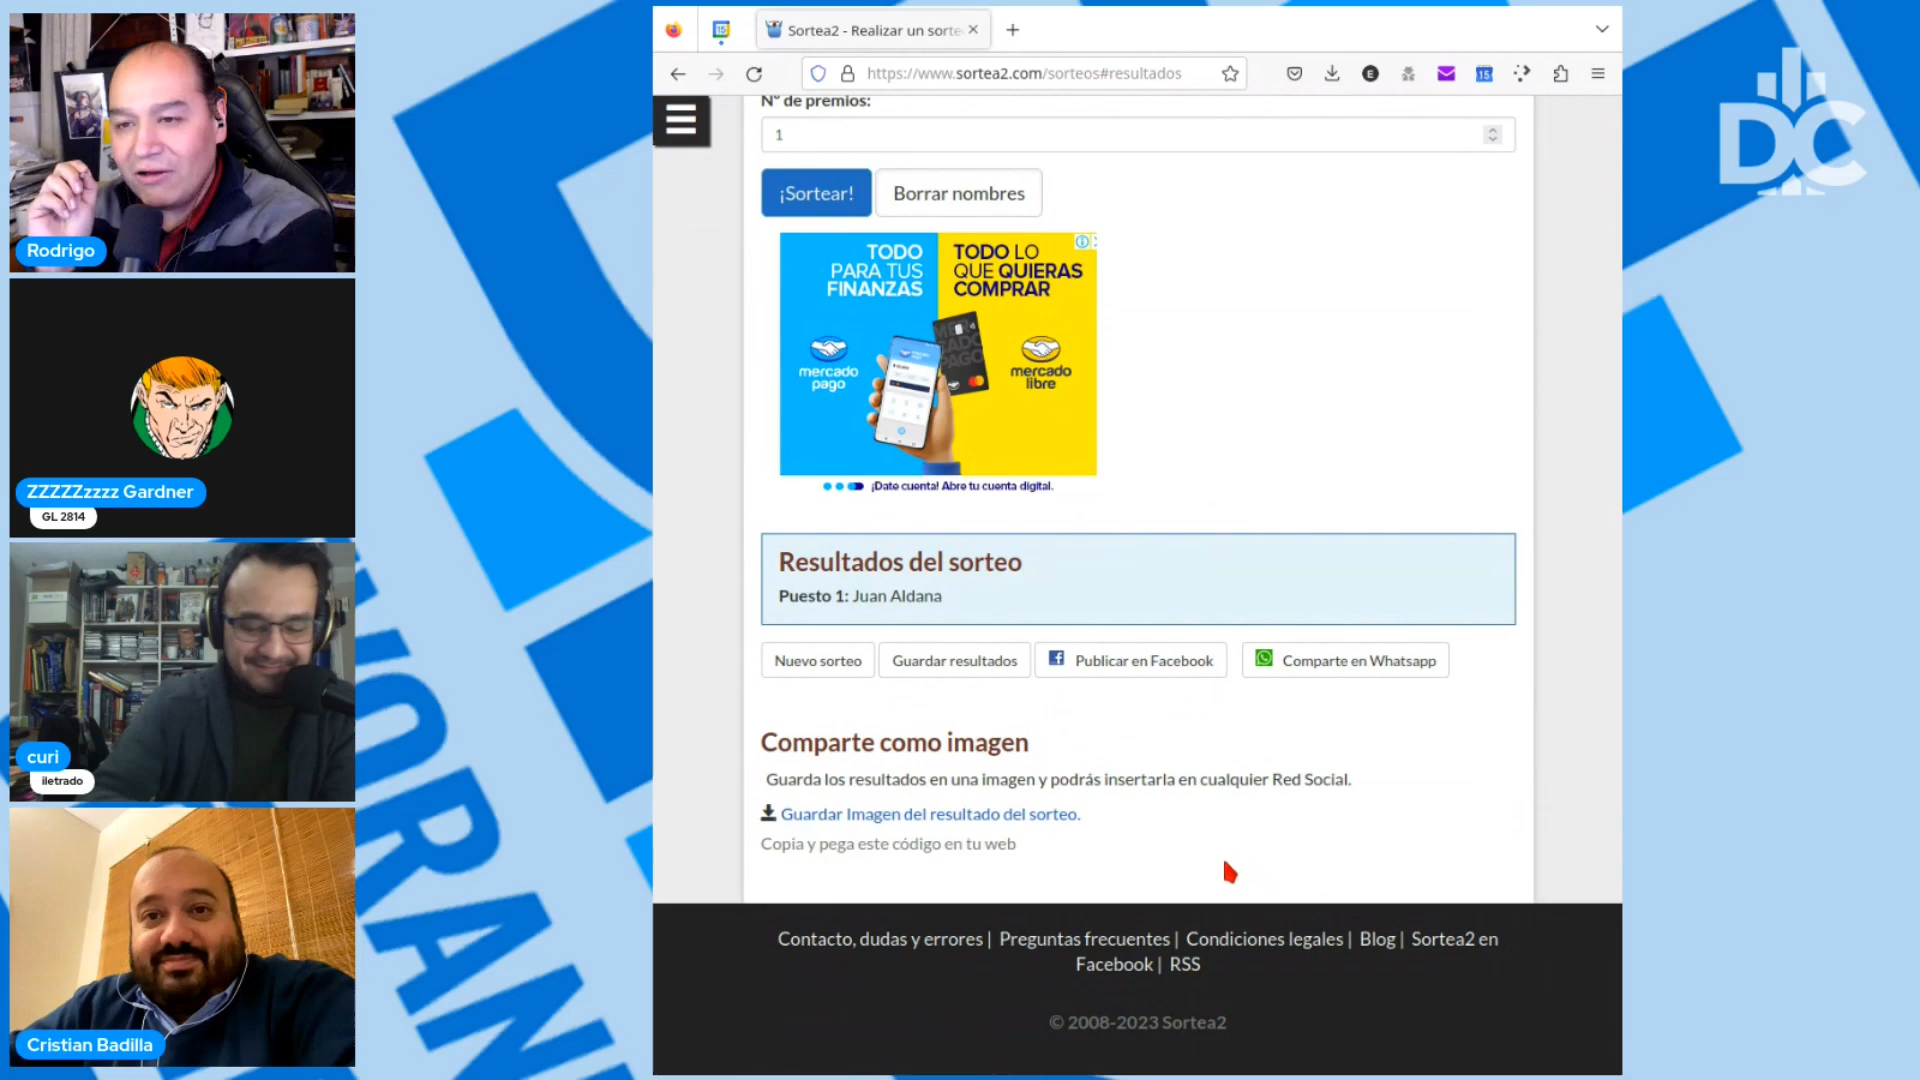 Rodrigo
ZZZZZzzzz Gardner
GL 2814
curi
iletrado
Cristian Badilla
15
Sortea2 - Realizar un sorte
https://www.sortea2.com/sorteos#resultados
E
15
Nº de premios:
1
¡Sortear!
Borrar nombres
TODO
PARA TUS
FINANZAS
TODO LO
QUE QUIERAS
COMPRAR
mercado
pago
mercado
libre
¡Date cuenta! Abre tu cuenta digital.
Resultados del sorteo
Puesto 1: Juan Aldana
Nuevo sorteo
Guardar resultados
Publicar en Facebook
Comparte en Whatsapp
Comparte como imagen
Guarda los resultados en una imagen y podrás insertarla en cualquier Red Social.
Guardar Imagen del resultado del sorteo.
Copia y pega este código en tu web
Contacto, dudas y errores | Preguntas frecuentes | Condiciones legales | Blog | Sortea2 en
Facebook | RSS
© 2008-2023 Sortea2
DC